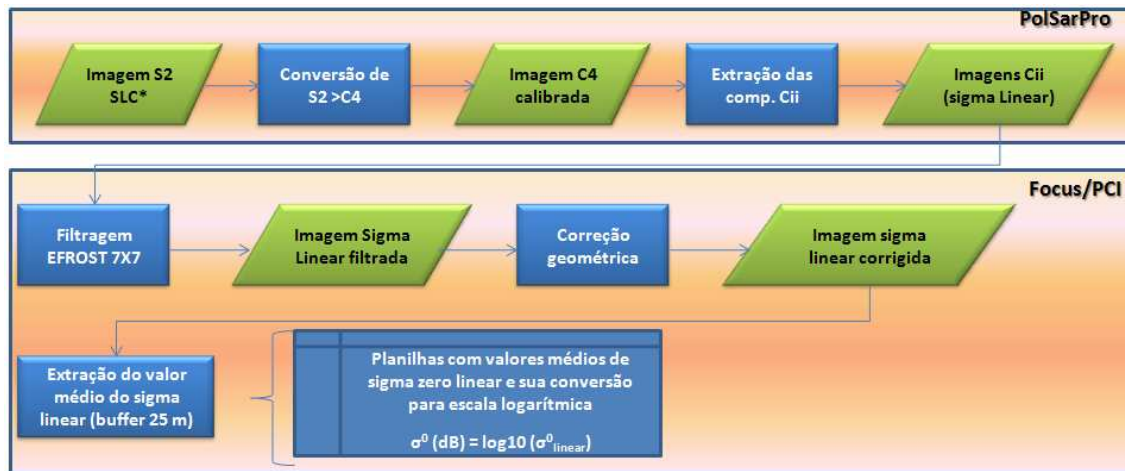 PolSarPro
Imagem S2
SLC*
Conversão de
S2 >C4
Imagem C4
calibrada
Extração das
comp. Cii
Imagens Cii
(sigma Linear)
Focus/PCI
Filtragem
EFROST 7X7
Imagem Sigma
Linear filtrada
Correção
geométrica
Imagem sigma
linear corrigida
Extração do valor
médio do sigma
linear (buffer 25 m)
Planilhas com valores médios de
sigma zero linear e sua conversão
para escala logarítmica
σ⁰ (dB) = log10 (σ⁰linear)